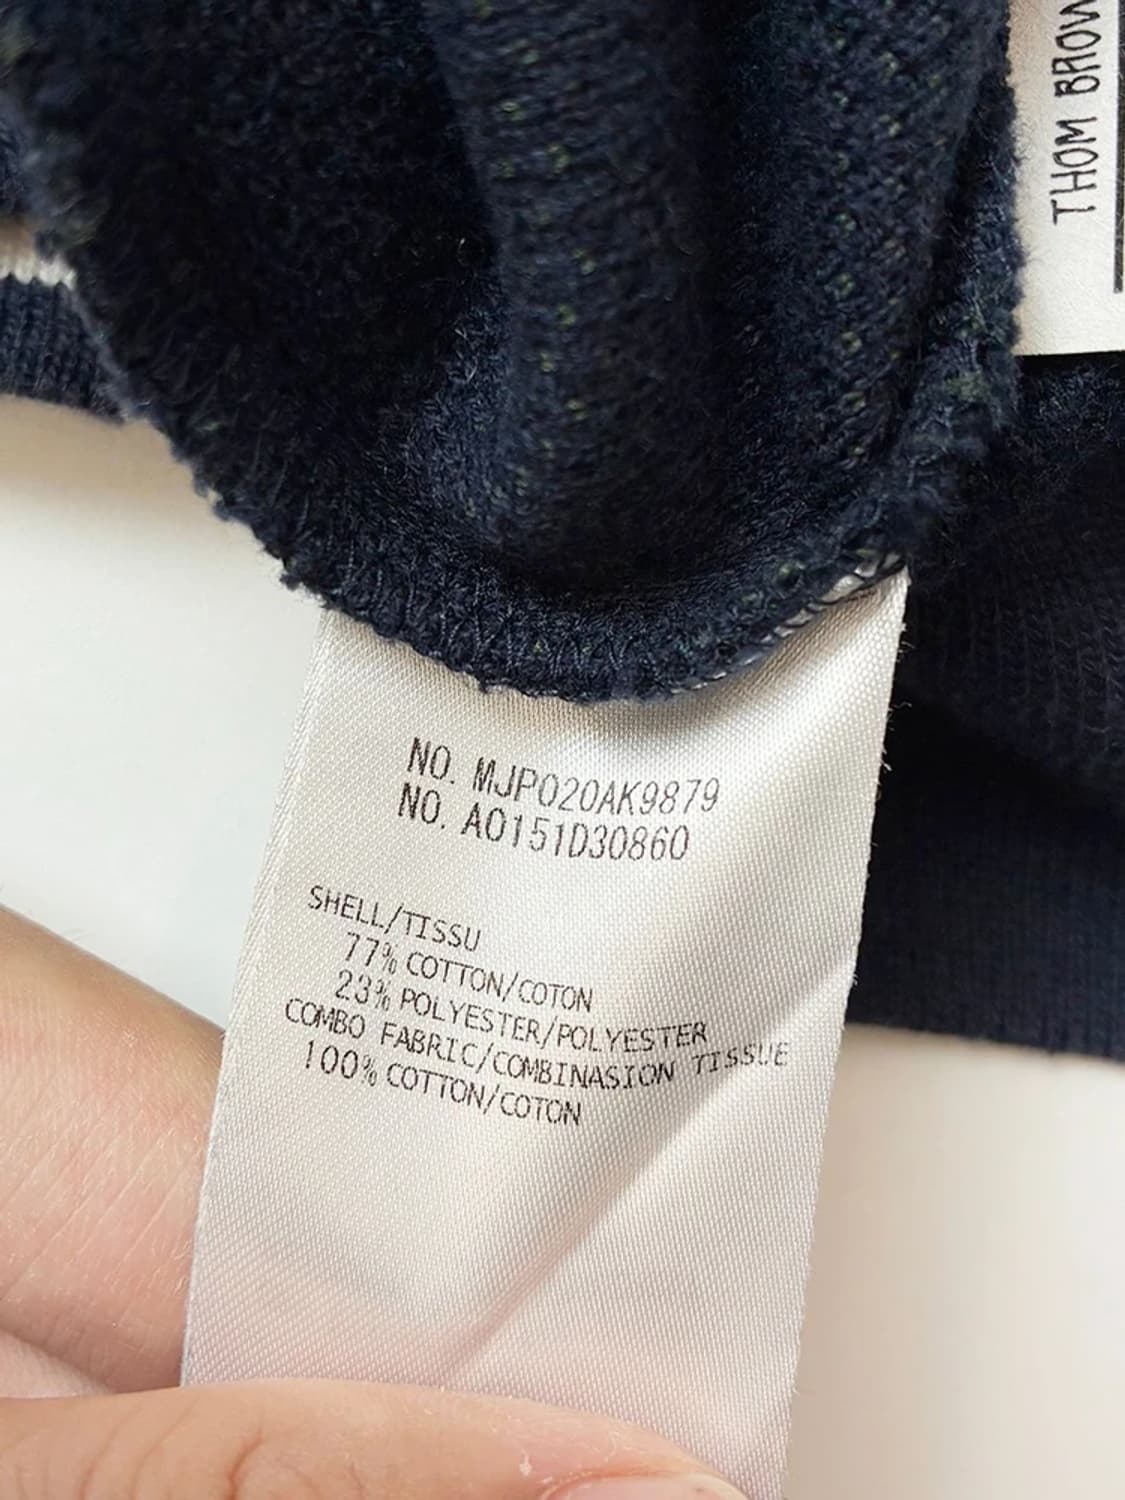 THOM BROW
NO. MJP020AK9879
NO. A0151D30860
SHELL/TISSU
77% COTTON/COTON
23% POLYESTER/POLYESTER
COMBO FABRIC/COMBINASION TISSUE
100% COTTON/COTON